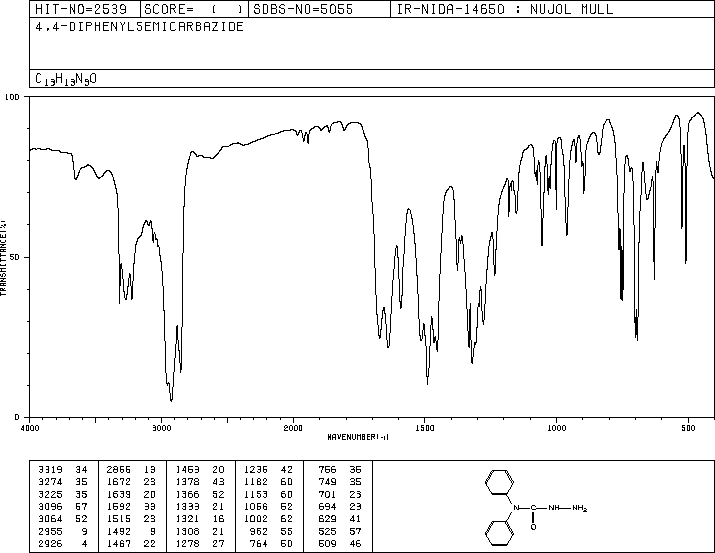 HIT-NO=2539 SCORE= ( ) SDBS-NO=5055 IR-NIDA-14650 : NUJOL MULL
4,4-DIPHENYLSEMICARBAZIDE
C13H13N3O
100
50
0
TRANSMITTANCE(%)
4000 3000 2000 1500 1000 500
WAVENUMBER(-1)
3319 34 2866 13 1459 20 1236 42 756 35
3274 35 1672 23 1378 43 1182 60 749 35
3225 35 1639 20 1366 52 1153 60 701 23
3096 57 1592 33 1333 21 1056 52 694 23
3064 52 1515 23 1321 16 1002 62 629 41
2955 9 1492 9 1308 21 962 55 525 57
2926 4 1467 22 1278 27 764 50 509 46
N—C—NH—NH2
O